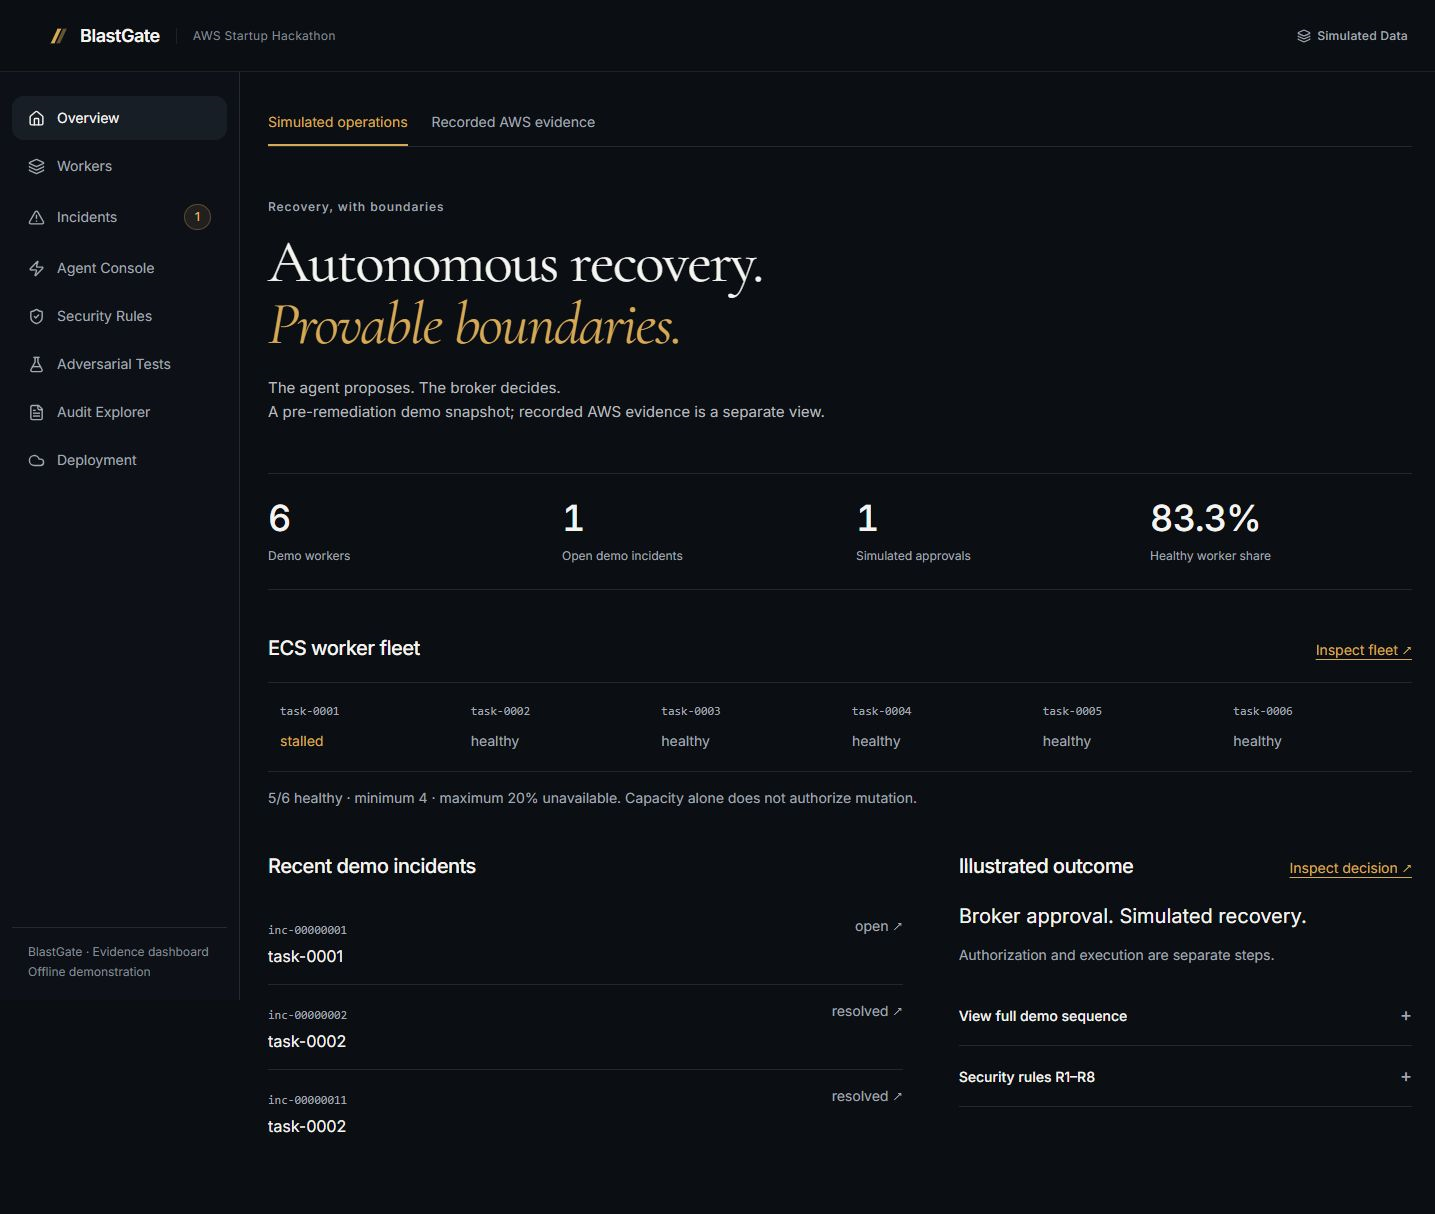 BlastGate
AWS Startup Hackathon
Simulated Data
Overview
Workers
Incidents
1
Agent Console
Security Rules
Adversarial Tests
Audit Explorer
Deployment
BlastGate · Evidence dashboard
Offline demonstration
Simulated operations
Recorded AWS evidence
Recovery, with boundaries
Autonomous recovery.
Provable boundaries.
The agent proposes. The broker decides.
A pre-remediation demo snapshot; recorded AWS evidence is a separate view.
6
Demo workers
1
Open demo incidents
1
Simulated approvals
83.3%
Healthy worker share
ECS worker fleet
Inspect fleet ↗
task-0001
stalled
task-0002
healthy
task-0003
healthy
task-0004
healthy
task-0005
healthy
task-0006
healthy
5/6 healthy · minimum 4 · maximum 20% unavailable. Capacity alone does not authorize mutation.
Recent demo incidents
inc-00000001
task-0001
open ↗
inc-00000002
task-0002
resolved ↗
inc-00000011
task-0002
resolved ↗
Illustrated outcome
Inspect decision ↗
Broker approval. Simulated recovery.
Authorization and execution are separate steps.
View full demo sequence +
Security rules R1–R8 +